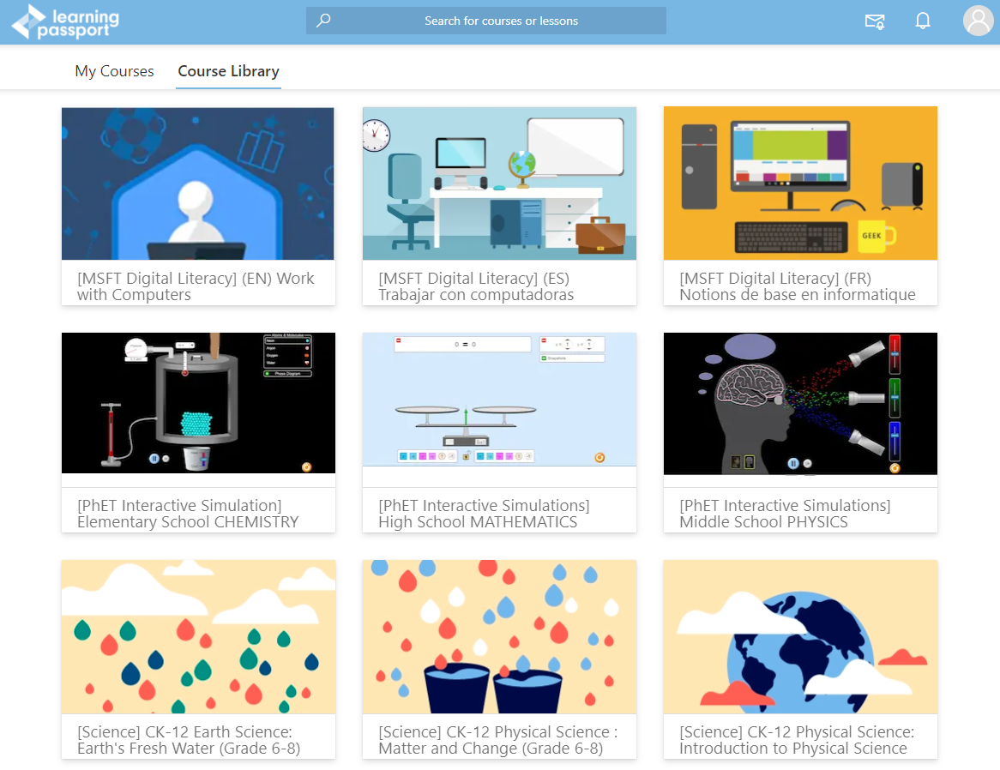 learning
passport
Search for courses or lessons
My Courses
Course Library
[MSFT Digital Literacy] (EN) Work
with Computers
[MSFT Digital Literacy] (ES)
Trabajar con computadoras
GEEK
[MSFT Digital Literacy] (FR)
Notions de base en informatique
Atoms & Molecules
Neon
Argon
Oxygen
Water
Phase Diagram
[PhET Interactive Simulation]
Elementary School CHEMISTRY
0 = 0
Snapshots
[PhET Interactive Simulations]
High School MATHEMATICS
[PhET Interactive Simulations]
Middle School PHYSICS
[Science] CK-12 Earth Science:
Earth's Fresh Water (Grade 6-8)
[Science] CK-12 Physical Science :
Matter and Change (Grade 6-8)
[Science] CK-12 Physical Science:
Introduction to Physical Science